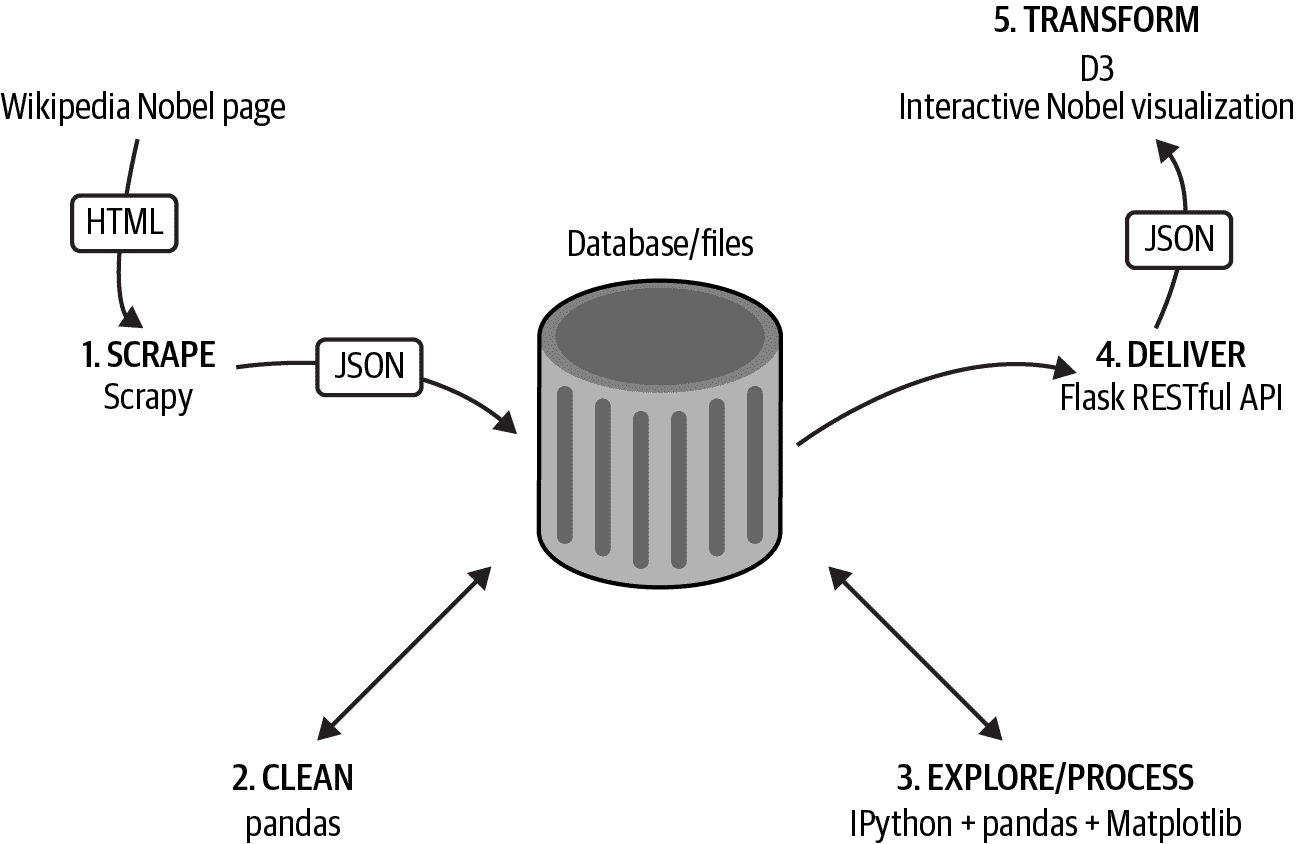 Wikipedia Nobel page
HTML
1. SCRAPE
Scrapy
JSON
Database/files
2. CLEAN
pandas
3. EXPLORE/PROCESS
IPython + pandas + Matplotlib
4. DELIVER
Flask RESTful API
JSON
5. TRANSFORM
D3
Interactive Nobel visualization